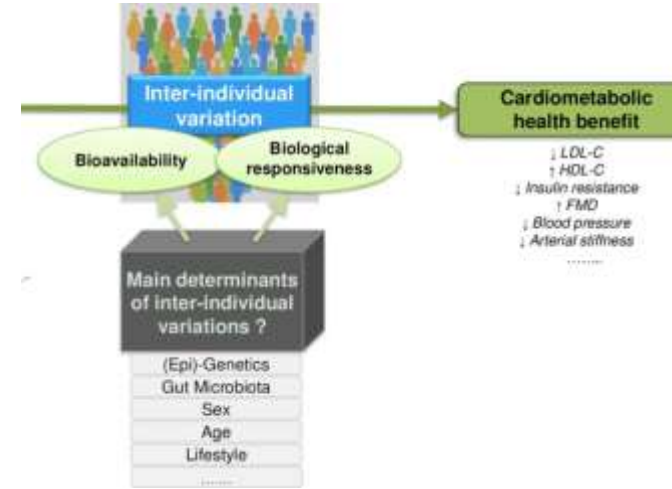 Inter-individual
variation
Bioavailability
Biological
responsiveness
Cardiometabolic
health benefit
↓ LDL-C
↑ HDL-C
↓ Insulin resistance
↑ FMD
↓ Blood pressure
↓ Arterial stiffness
........
Main determinants
of inter-individual
variations ?
(Epi)-Genetics
Gut Microbiota
Sex
Age
Lifestyle
.......